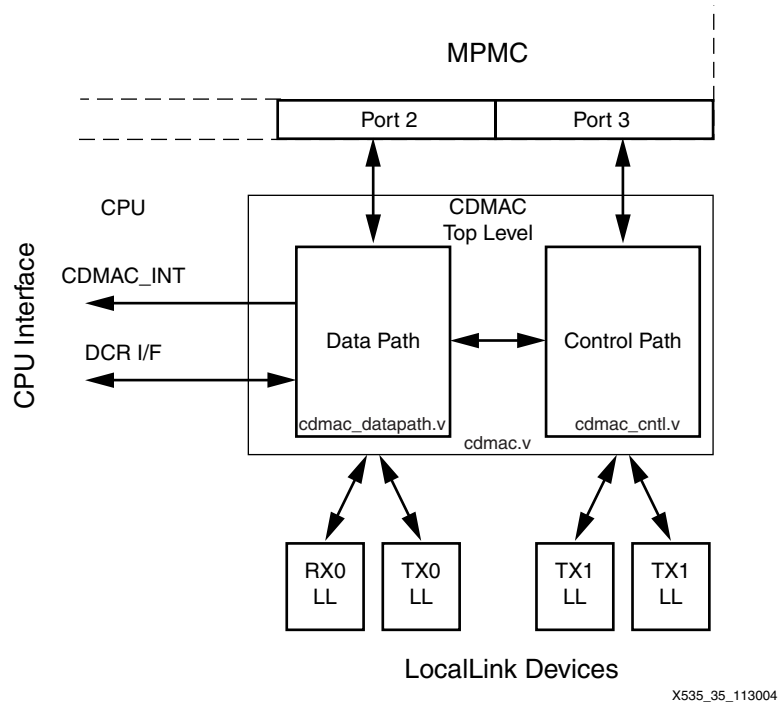 MPMC
Port 2
Port 3
CPU
CDMAC
Top Level
CPU Interface
CDMAC_INT
DCR I/F
Data Path
Control Path
cdmac_datapath.v
cdmac_cntl.v
cdmac.v
RX0
LL
TX0
LL
TX1
LL
TX1
LL
LocalLink Devices
X535_35_113004